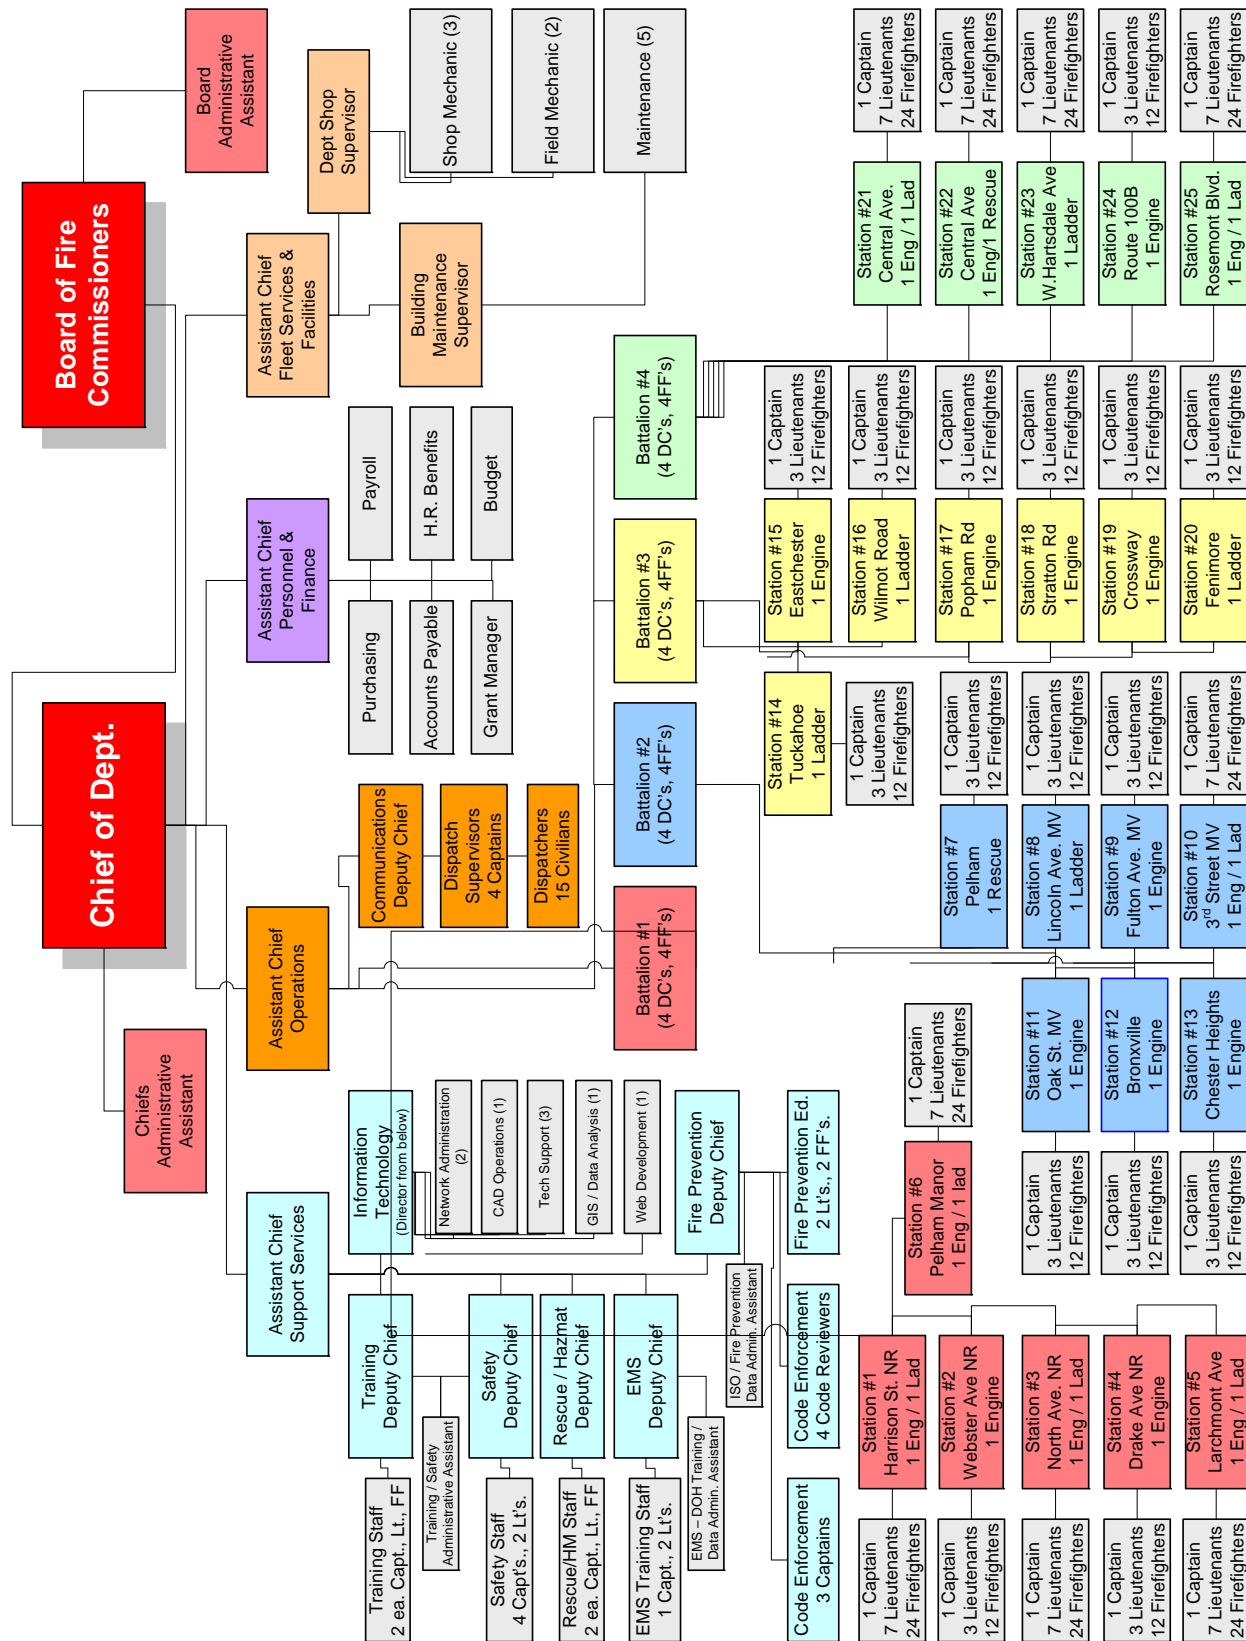 Board of Fire
Commissioners
Board
Administrative
Assistant
Chief of Dept.
Chiefs
Administrative
Assistant
Assistant Chief
Support Services
Assistant Chief
Operations
Assistant Chief
Personnel &
Finance
Assistant Chief
Fleet Services &
Facilities
Dept Shop
Supervisor
Shop Mechanic (3)
Field Mechanic (2)
Building
Maintenance
Supervisor
Maintenance (5)
Purchasing
Payroll
Accounts Payable
H.R. Benefits
Grant Manager
Budget
Communications
Deputy Chief
Dispatch
Supervisors
4 Captains
Dispatchers
15 Civilians
Information
Technology
(Director from below)
Network Administration
(2)
CAD Operations (1)
Tech Support (3)
GIS / Data Analysis (1)
Web Development (1)
Training
Deputy Chief
Training Staff
2 ea. Capt., Lt., FF
Training / Safety
Administrative Assistant
Safety
Deputy Chief
Safety Staff
4 Capt's., 2 Lt's.
Rescue / Hazmat
Deputy Chief
Rescue/HM Staff
2 ea. Capt., Lt., FF
EMS
Deputy Chief
EMS Training Staff
1 Capt., 2 Lt's.
EMS – DOH Training /
Data Admin. Assistant
Fire Prevention
Deputy Chief
ISO / Fire Prevention
Data Admin. Assistant
Fire Prevention Ed.
2 Lt's., 2 FF's.
Code Enforcement
4 Code Reviewers
Code Enforcement
3 Captains
Battalion #1
(4 DC's, 4FF's)
Battalion #2
(4 DC's, 4FF's)
Battalion #3
(4 DC's, 4FF's)
Battalion #4
(4 DC's, 4FF's)
Station #1
Harrison St. NR
1 Eng / 1 Lad
1 Captain
7 Lieutenants
24 Firefighters
Station #2
Webster Ave NR
1 Engine
1 Captain
3 Lieutenants
12 Firefighters
Station #3
North Ave. NR
1 Eng / 1 Lad
1 Captain
7 Lieutenants
24 Firefighters
Station #4
Drake Ave NR
1 Engine
1 Captain
3 Lieutenants
12 Firefighters
Station #5
Larchmont Ave
1 Eng / 1 Lad
1 Captain
7 Lieutenants
24 Firefighters
Station #6
Pelham Manor
1 Eng / 1 lad
1 Captain
7 Lieutenants
24 Firefighters
Station #7
Pelham
1 Rescue
1 Captain
3 Lieutenants
12 Firefighters
Station #8
Lincoln Ave. MV
1 Ladder
1 Captain
3 Lieutenants
12 Firefighters
Station #9
Fulton Ave. MV
1 Engine
1 Captain
3 Lieutenants
12 Firefighters
Station #10
3rd Street MV
1 Eng / 1 Lad
1 Captain
7 Lieutenants
24 Firefighters
Station #11
Oak St. MV
1 Engine
1 Captain
3 Lieutenants
12 Firefighters
Station #12
Bronxville
1 Engine
1 Captain
3 Lieutenants
12 Firefighters
Station #13
Chester Heights
1 Engine
1 Captain
3 Lieutenants
12 Firefighters
Station #14
Tuckahoe
1 Ladder
1 Captain
3 Lieutenants
12 Firefighters
Station #15
Eastchester
1 Engine
1 Captain
3 Lieutenants
12 Firefighters
Station #16
Wilmot Road
1 Ladder
1 Captain
3 Lieutenants
12 Firefighters
Station #17
Popham Rd
1 Engine
1 Captain
3 Lieutenants
12 Firefighters
Station #18
Stratton Rd
1 Engine
1 Captain
3 Lieutenants
12 Firefighters
Station #19
Crossway
1 Engine
1 Captain
3 Lieutenants
12 Firefighters
Station #20
Fenimore
1 Ladder
1 Captain
3 Lieutenants
12 Firefighters
Station #21
Central Ave.
1 Eng / 1 Lad
1 Captain
7 Lieutenants
24 Firefighters
Station #22
Central Ave
1 Eng/1 Rescue
1 Captain
7 Lieutenants
24 Firefighters
Station #23
W.Hartsdale Ave
1 Ladder
1 Captain
7 Lieutenants
24 Firefighters
Station #24
Route 100B
1 Engine
1 Captain
3 Lieutenants
12 Firefighters
Station #25
Rosemont Blvd.
1 Eng / 1 Lad
1 Captain
7 Lieutenants
24 Firefighters